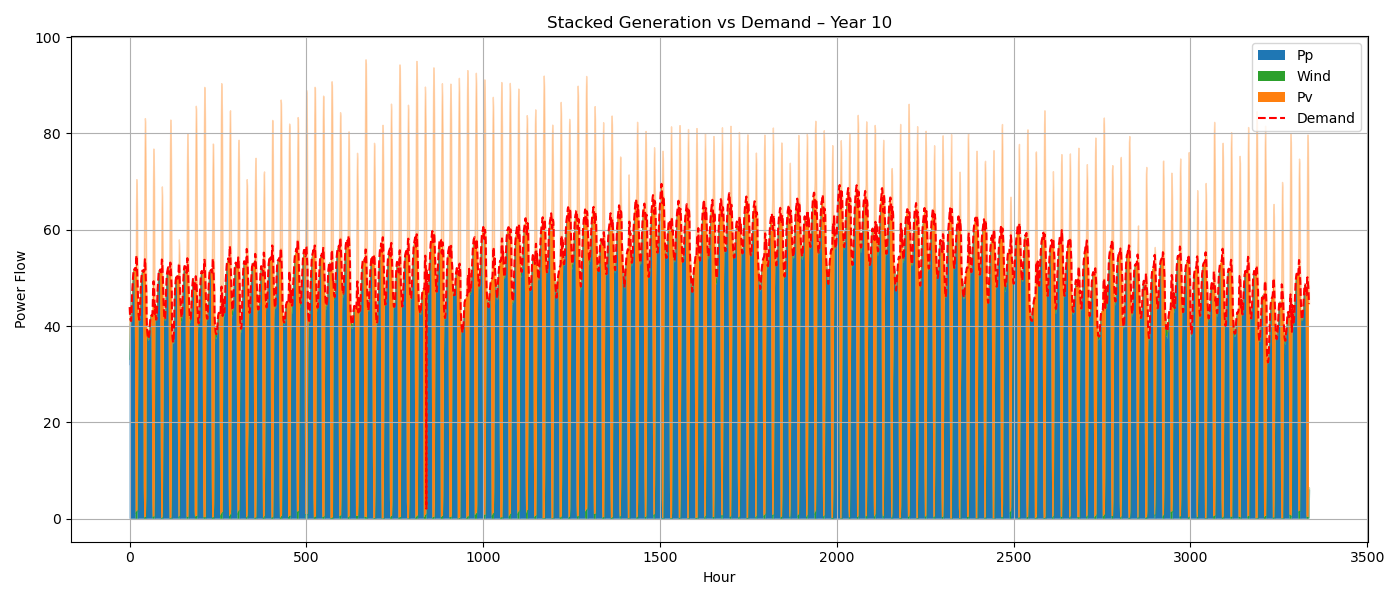 Stacked Generation vs Demand – Year 10
100
80
60
40
20
0
Power Flow
Pp
Wind
Pv
Demand
0 500 1000 1500 2000 2500 3000 3500
Hour